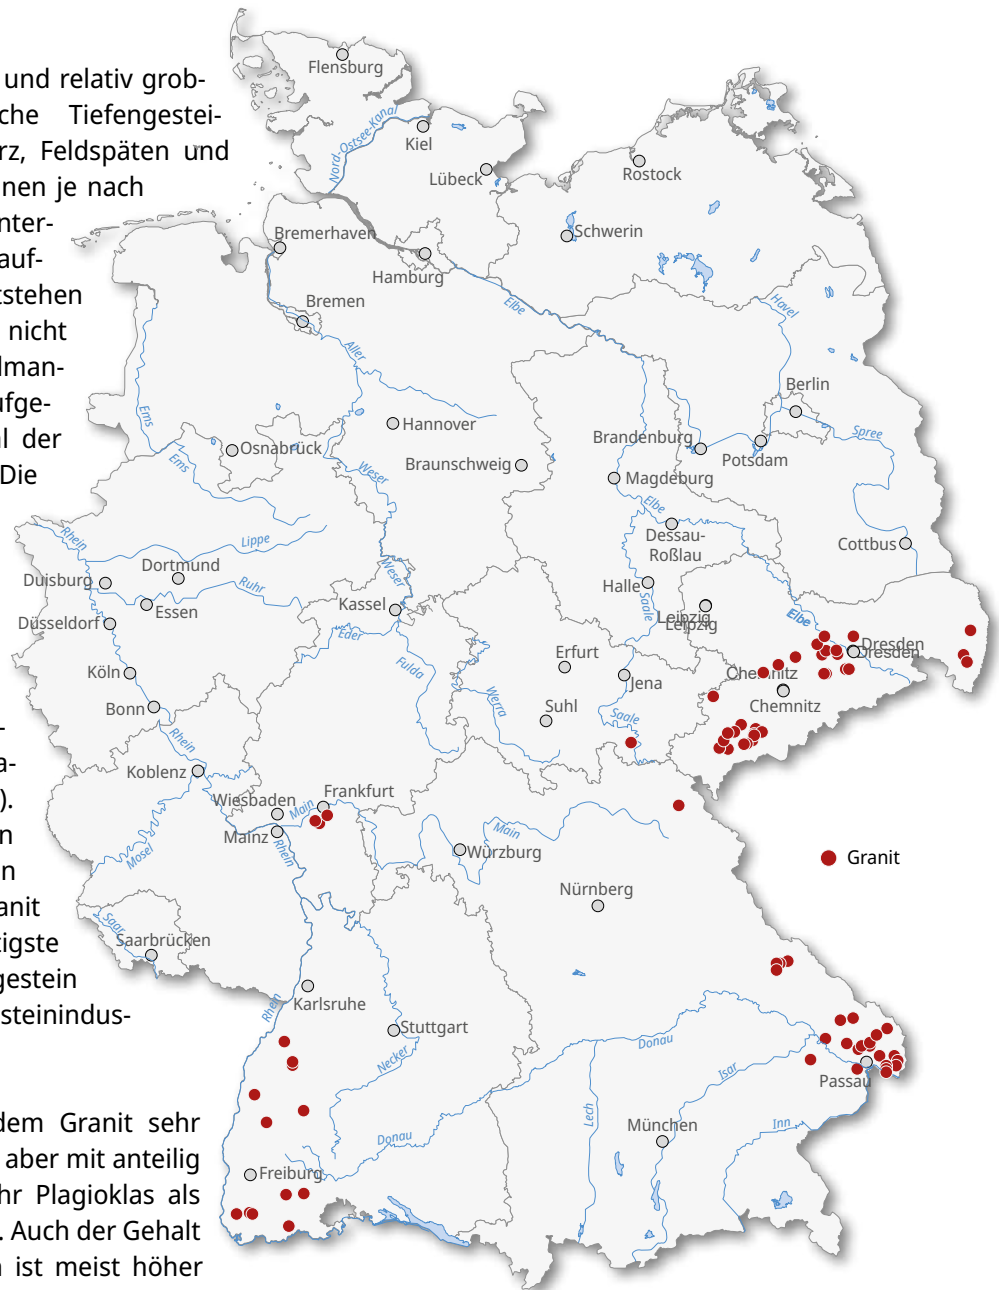 und relativ grob-
che Tiefengestei-
rz, Feldspäten und
nen je nach
nter-
auf-
tstehen
nicht
dman-
ufge-
l der
Die
-
a-
).
n
n
anit
tigste
gestein
steinindus-
dem Granit sehr
aber mit anteilig
hr Plagioklas als
. Auch der Gehalt
n ist meist höher
Flensburg
Nord-Ostsee-Kanal
Kiel
Lübeck
Rostock
Schwerin
Bremerhaven
Hamburg
Bremen
Elbe
Havel
Aller
Berlin
Ems
Hannover
Osnabrück
Brandenburg
Spree
Potsdam
Ems
Weser
Braunschweig
Magdeburg
Elbe
Rhein
Lippe
Dessau-
Roßlau
Cottbus
Duisburg
Dortmund
Ruhr
Weser
Halle
Saale
Essen
Kassel
Leipzig
Leipzig
Elbe
Düsseldorf
Eder
Dresden
Dresden
Köln
Fulda
Erfurt
Jena
Chemnitz
Chemnitz
Bonn
Werra
Suhl
Saale
Rhein
Koblenz
Wiesbaden
Main
Frankfurt
Mainz
Rhein
Main
Würzburg
Mosel
Granit
Nürnberg
Saar
Saarbrücken
Karlsruhe
Rhein
Stuttgart
Necker
Donau
Isar
Passau
Lech
Donau
München
Inn
Freiburg